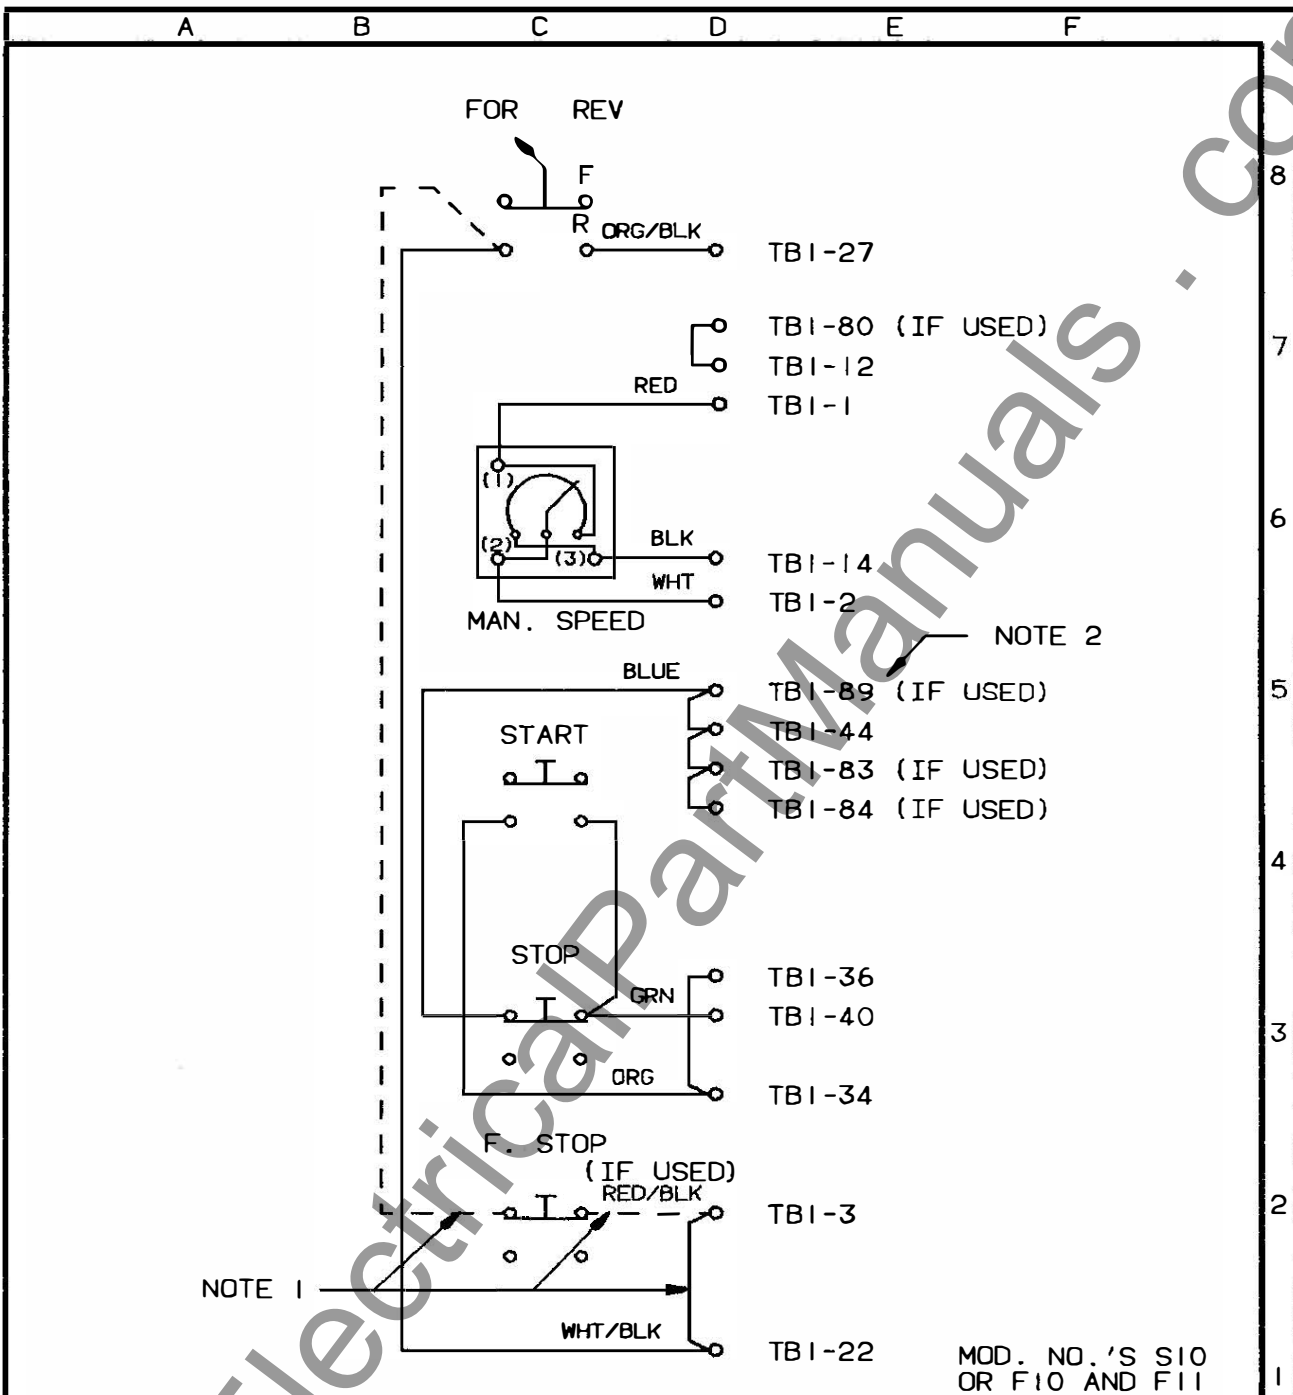 A B C D E F
FOR REV
8
F
R ORG/BLK
TB1-27
TB1-80 (IF USED)
7
TB1-12
RED
TB1-1
(1)
6
(2)
(3)
BLK
TB1-14
WHT
TB1-2
MAN. SPEED
NOTE 2
BLUE
TB1-89 (IF USED)
5
TB1-44
START
TB1-83 (IF USED)
TB1-84 (IF USED)
4
STOP
TB1-36
GRN
TB1-40
3
ORG
TB1-34
F. STOP
(IF USED)
RED/BLK
TB1-3
2
NOTE 1
WHT/BLK
TB1-22
MOD. NO.'S S10
OR F10 AND F11
1
ElectricalPartManuals . com